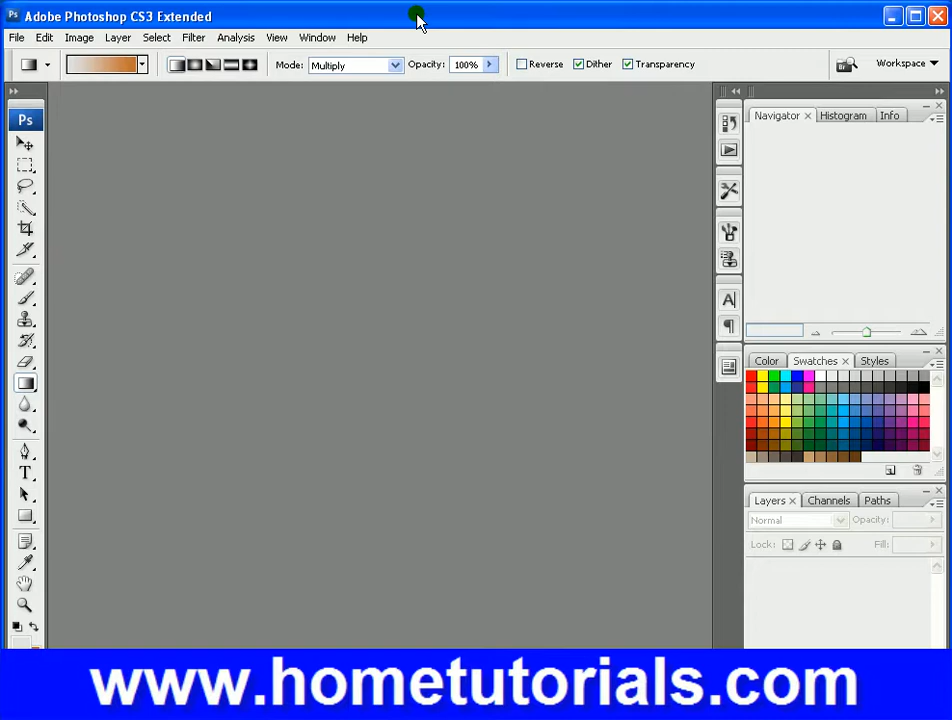 Ps Adobe Photoshop CS3 Extended
File Edit Image Layer Select Filter Analysis View Window Help
Mode: Multiply Opacity: 100% Reverse Dither Transparency Br Workspace
Ps
Navigator Histogram Info
A
T
Color Swatches Styles
Layers Channels Paths
Normal Opacity:
Lock: Fill:
www.hometutorials.com